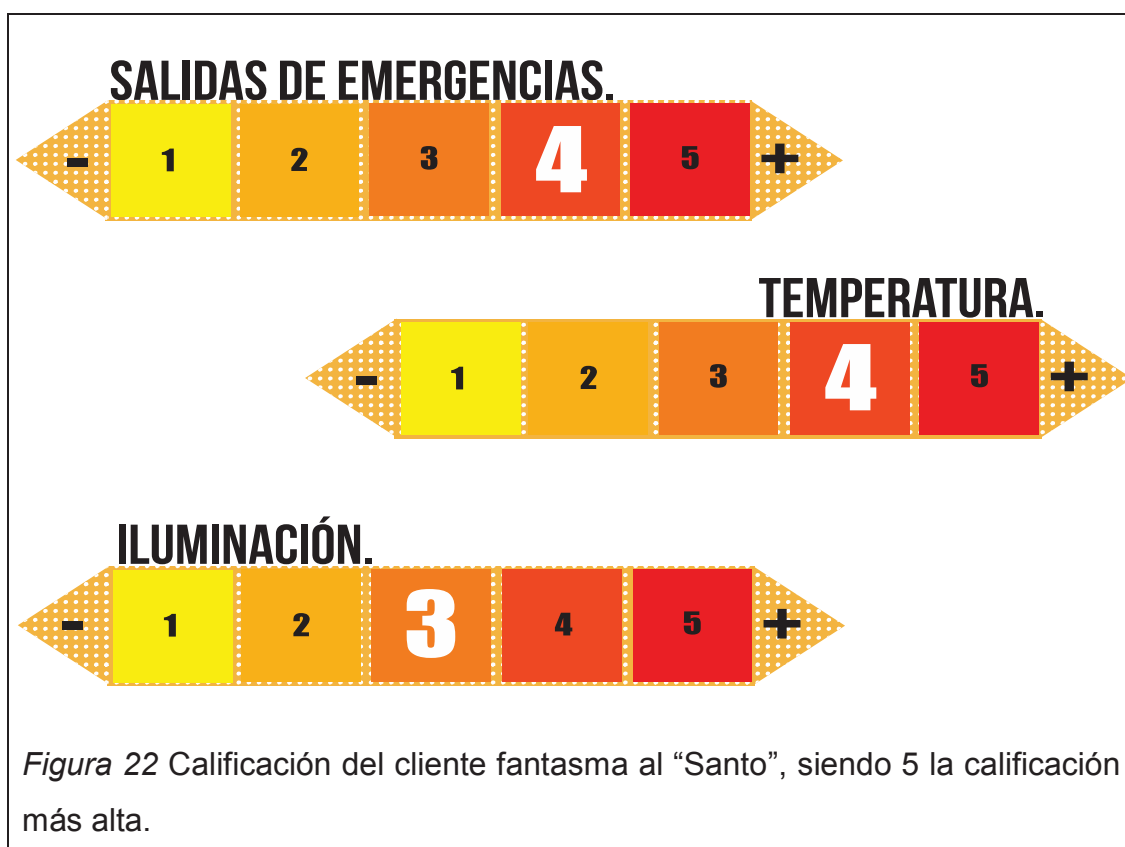 SALIDAS DE EMERGENCIAS.
- 1 2 3 4 5 +
TEMPERATURA.
- 1 2 3 4 5 +
ILUMINACIÓN.
- 1 2 3 4 5 +
Figura 22 Calificación del cliente fantasma al “Santo”, siendo 5 la calificación
más alta.